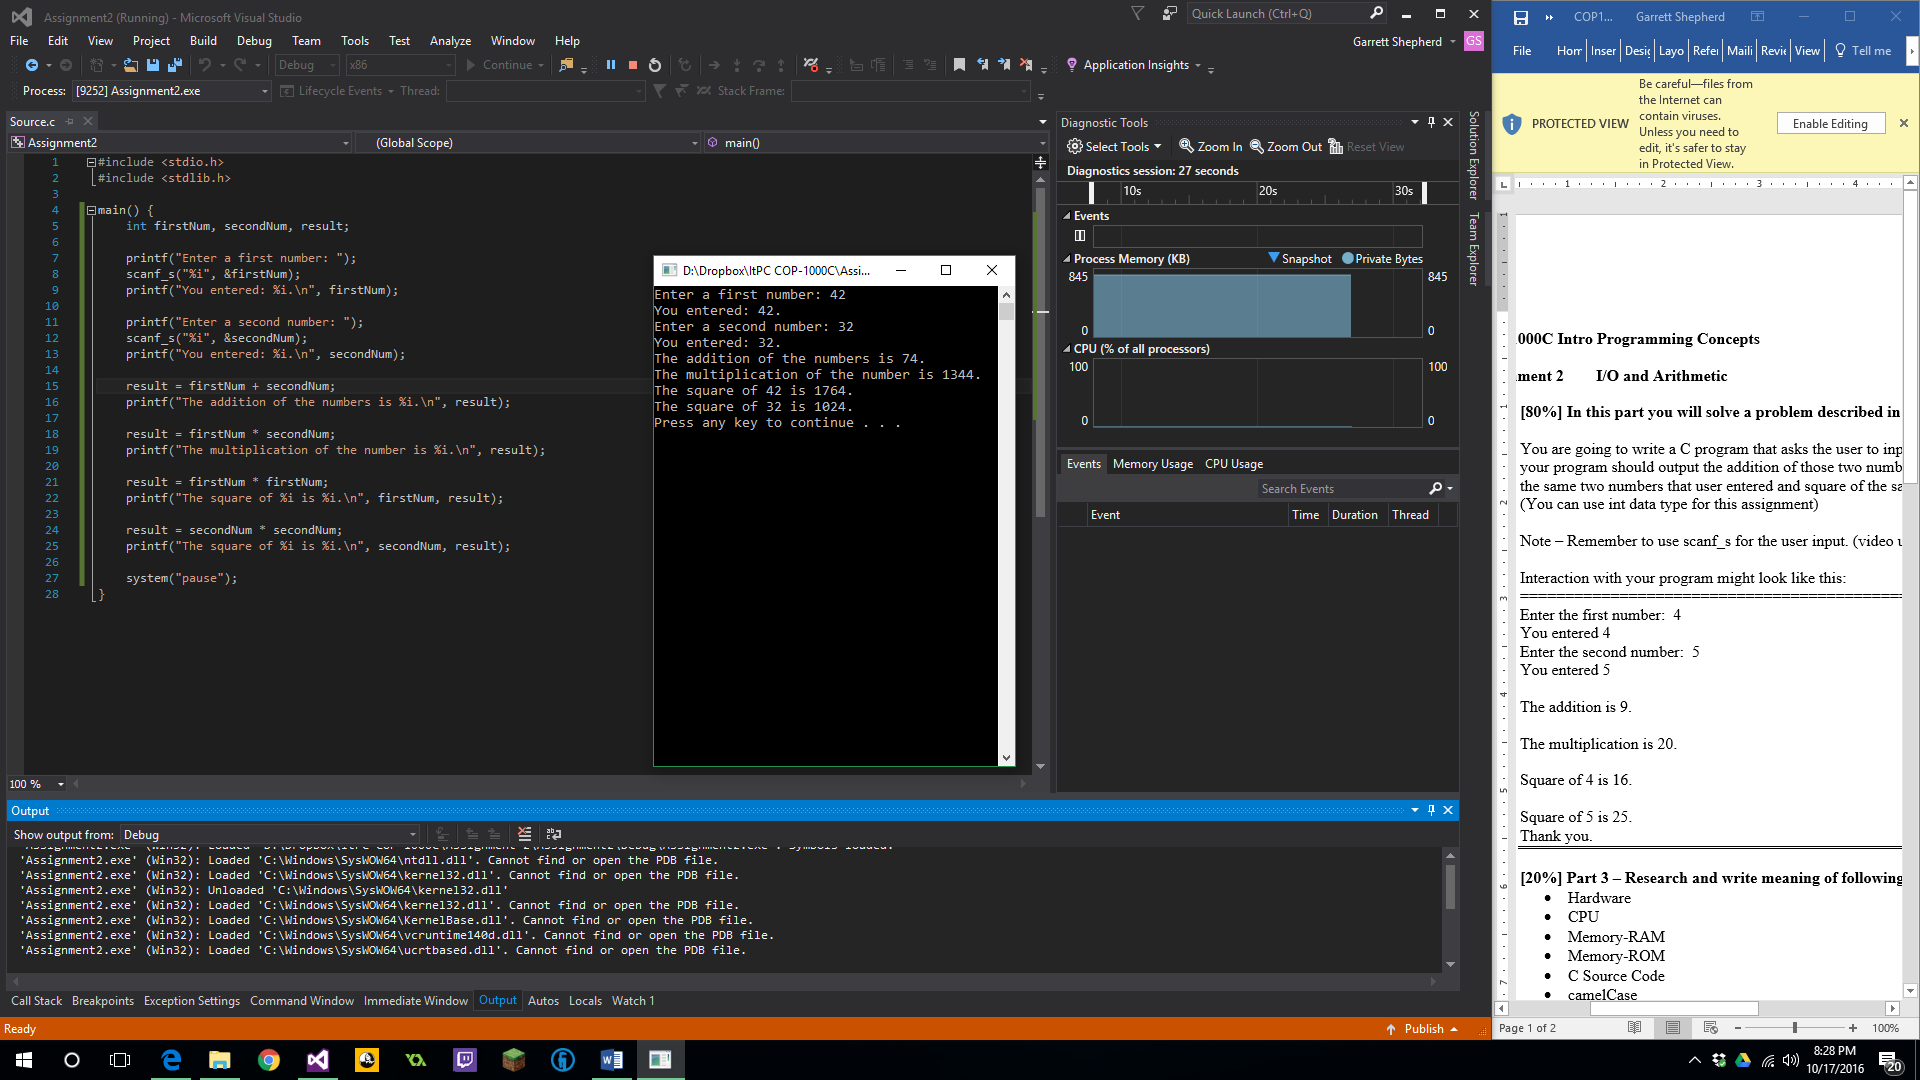 Assignment2 (Running) - Microsoft Visual Studio
Quick Launch (Ctrl+Q)
File Edit View Project Build Debug Team Tools Test Analyze Window Help
Garrett Shepherd GS
Debug x86 Continue Application Insights
Process: [9252] Assignment2.exe Lifecycle Events Thread: Stack Frame:
Source.c
Assignment2 (Global Scope) main()
1 #include <stdio.h>
2 #include <stdlib.h>
3
4 main() {
5 int firstNum, secondNum, result;
6
7 printf("Enter a first number: ");
8 scanf_s("%i", &firstNum);
9 printf("You entered: %i.\n", firstNum);
10
11 printf("Enter a second number: ");
12 scanf_s("%i", &secondNum);
13 printf("You entered: %i.\n", secondNum);
14
15 result = firstNum + secondNum;
16 printf("The addition of the numbers is %i.\n", result);
17
18 result = firstNum * secondNum;
19 printf("The multiplication of the number is %i.\n", result);
20
21 result = firstNum * firstNum;
22 printf("The square of %i is %i.\n", firstNum, result);
23
24 result = secondNum * secondNum;
25 printf("The square of %i is %i.\n", secondNum, result);
26
27 system("pause");
28 }
100 %
D:\Dropbox\ItPC COP-1000C\Assi...
Enter a first number: 42
You entered: 42.
Enter a second number: 32
You entered: 32.
The addition of the numbers is 74.
The multiplication of the number is 1344.
The square of 42 is 1764.
The square of 32 is 1024.
Press any key to continue . . .
Diagnostic Tools
Select Tools Zoom In Zoom Out Reset View
Diagnostics session: 27 seconds
10s 20s 30s
Events
Process Memory (KB) Snapshot Private Bytes
845 845
0 0
CPU (% of all processors)
100 100
0 0
Events Memory Usage CPU Usage
Search Events
Event Time Duration Thread
Solution Explorer
Team Explorer
Output
Show output from: Debug
'Assignment2.exe' (Win32): Loaded 'D:\Dropbox\ItPC COP-1000C\Assignment 2\Assignment2\Debug\Assignment2.exe'. Symbols loaded.
'Assignment2.exe' (Win32): Loaded 'C:\Windows\SysWOW64\ntdll.dll'. Cannot find or open the PDB file.
'Assignment2.exe' (Win32): Loaded 'C:\Windows\SysWOW64\kernel32.dll'. Cannot find or open the PDB file.
'Assignment2.exe' (Win32): Unloaded 'C:\Windows\SysWOW64\kernel32.dll'
'Assignment2.exe' (Win32): Loaded 'C:\Windows\SysWOW64\kernel32.dll'. Cannot find or open the PDB file.
'Assignment2.exe' (Win32): Loaded 'C:\Windows\SysWOW64\KernelBase.dll'. Cannot find or open the PDB file.
'Assignment2.exe' (Win32): Loaded 'C:\Windows\SysWOW64\vcruntime140d.dll'. Cannot find or open the PDB file.
'Assignment2.exe' (Win32): Loaded 'C:\Windows\SysWOW64\ucrtbased.dll'. Cannot find or open the PDB file.
Call Stack Breakpoints Exception Settings Command Window Immediate Window Output Autos Locals Watch 1
Ready Publish
COP1... Garrett Shepherd
File Hom Inser Desig Layo Refer Maili Revie View Tell me
PROTECTED VIEW
Be careful—files from
the Internet can
contain viruses.
Unless you need to
edit, it's safer to stay
in Protected View.
Enable Editing
1 2 3 4
000C Intro Programming Concepts
ment 2 I/O and Arithmetic
[80%] In this part you will solve a problem described in
You are going to write a C program that asks the user to inp
your program should output the addition of those two numb
the same two numbers that user entered and square of the sa
(You can use int data type for this assignment)
Note – Remember to use scanf_s for the user input. (video u
Interaction with your program might look like this:
==========================================
Enter the first number: 4
You entered 4
Enter the second number: 5
You entered 5
The addition is 9.
The multiplication is 20.
Square of 4 is 16.
Square of 5 is 25.
Thank you.
[20%] Part 3 – Research and write meaning of following
• Hardware
• CPU
• Memory-RAM
• Memory-ROM
• C Source Code
• camelCase
Page 1 of 2 100%
8:28 PM
10/17/2016
20